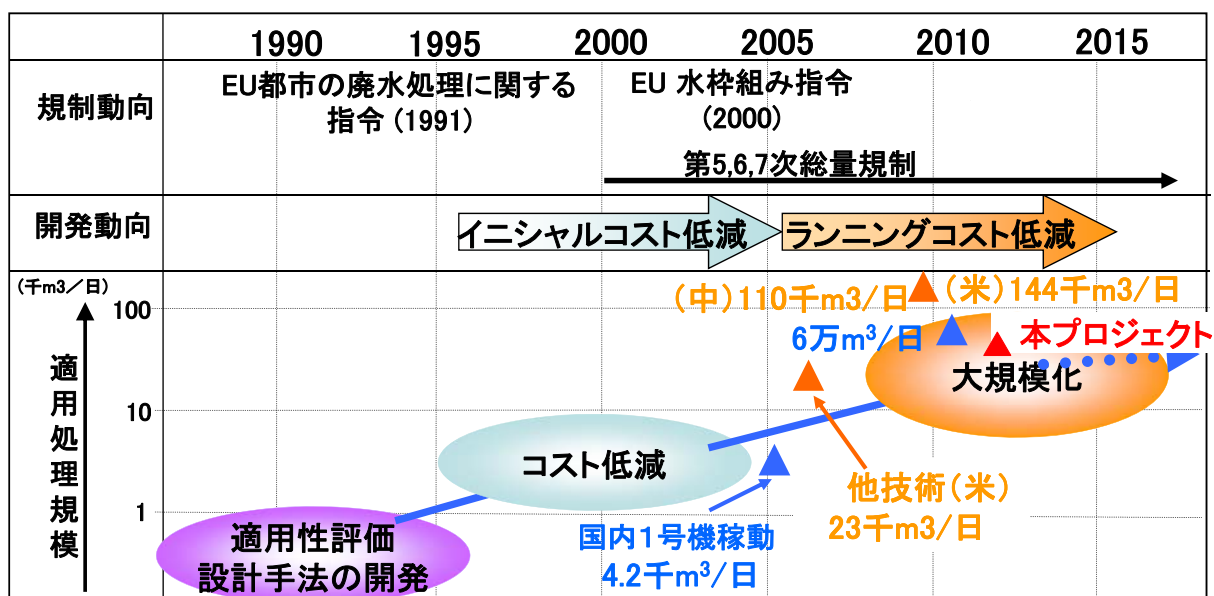 1990 1995 2000 2005 2010 2015
規制動向
EU都市の廃水処理に関する
指令 (1991)
EU 水枠組み指令
(2000)
第5,6,7次総量規制
開発動向
イニシャルコスト低減
ランニングコスト低減
(千m3/日)
100
10
1
適用処理規模
(中)110千m3/日
(米)144千m3/日
6万m³/日
本プロジェクト
大規模化
コスト低減
他技術(米)
23千m3/日
国内1号機稼動
4.2千m³/日
適用性評価
設計手法の開発